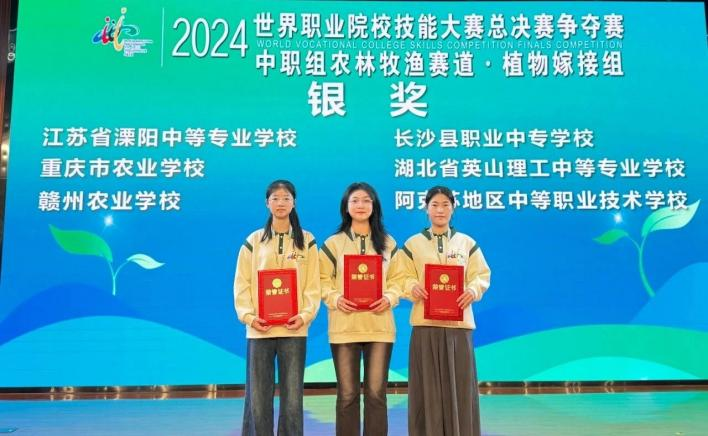 2024
世界职业院校技能大赛总决赛争夺赛
WORLD VOCATIONAL COLLEGE SKILLS COMPETITION FINALS COMPETITION
中职组农林牧渔赛道·植物嫁接组
银奖
江苏省溧阳中等专业学校
长沙县职业中专学校
重庆市农业学校
湖北省英山理工中等专业学校
赣州农业学校
阿克苏地区中等职业技术学校
荣誉证书
荣誉证书
荣誉证书